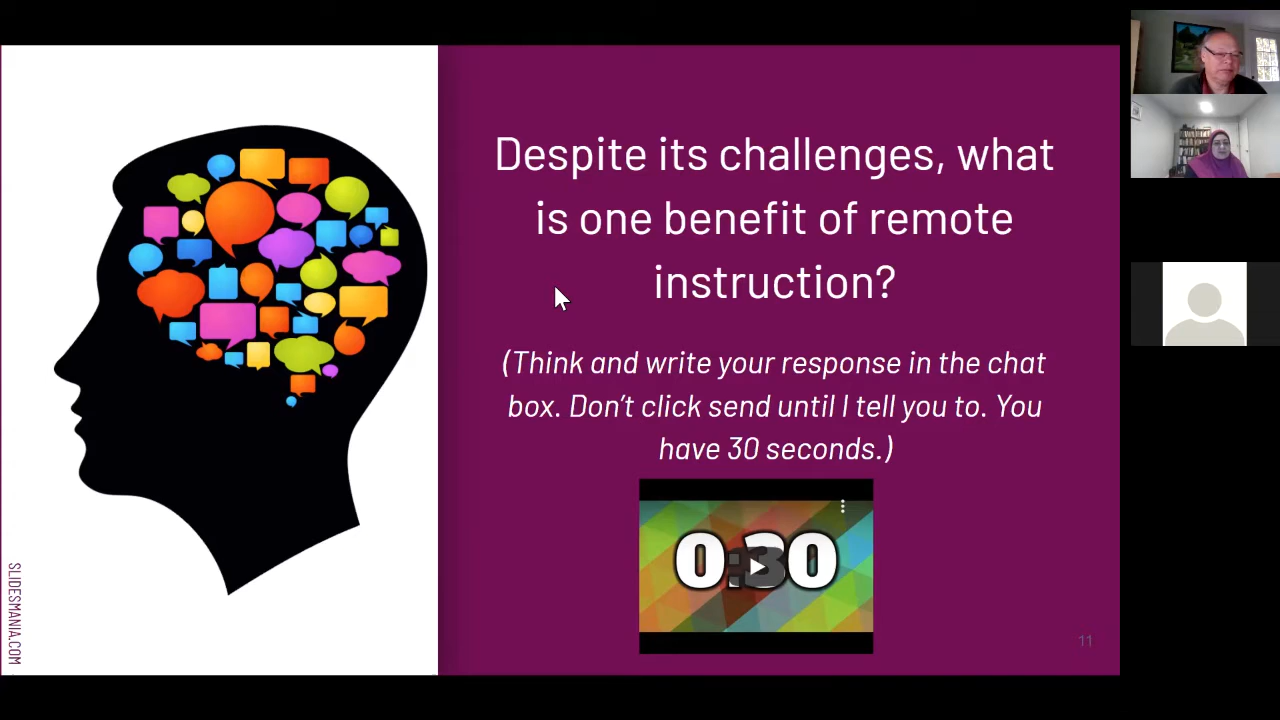 Despite its challenges, what
is one benefit of remote
instruction?
(Think and write your response in the chat
box. Don't click send until I tell you to. You
have 30 seconds.)
0:30
11
SLIDESMANIA.COM